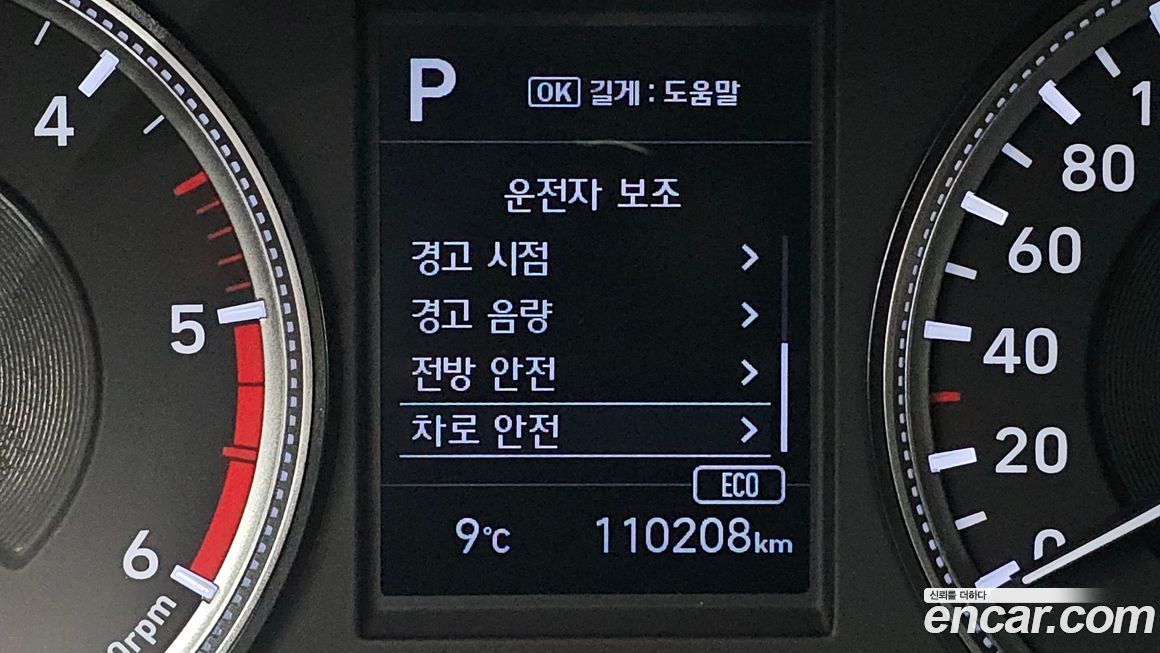 P
OK 길게 : 도움말
운전자 보조
경고 시점 >
경고 음량 >
전방 안전 >
차로 안전 >
ECO
9°C 110208km
4
5
6
0rpm
80
60
40
20
0
신뢰를 더하다
encar.com